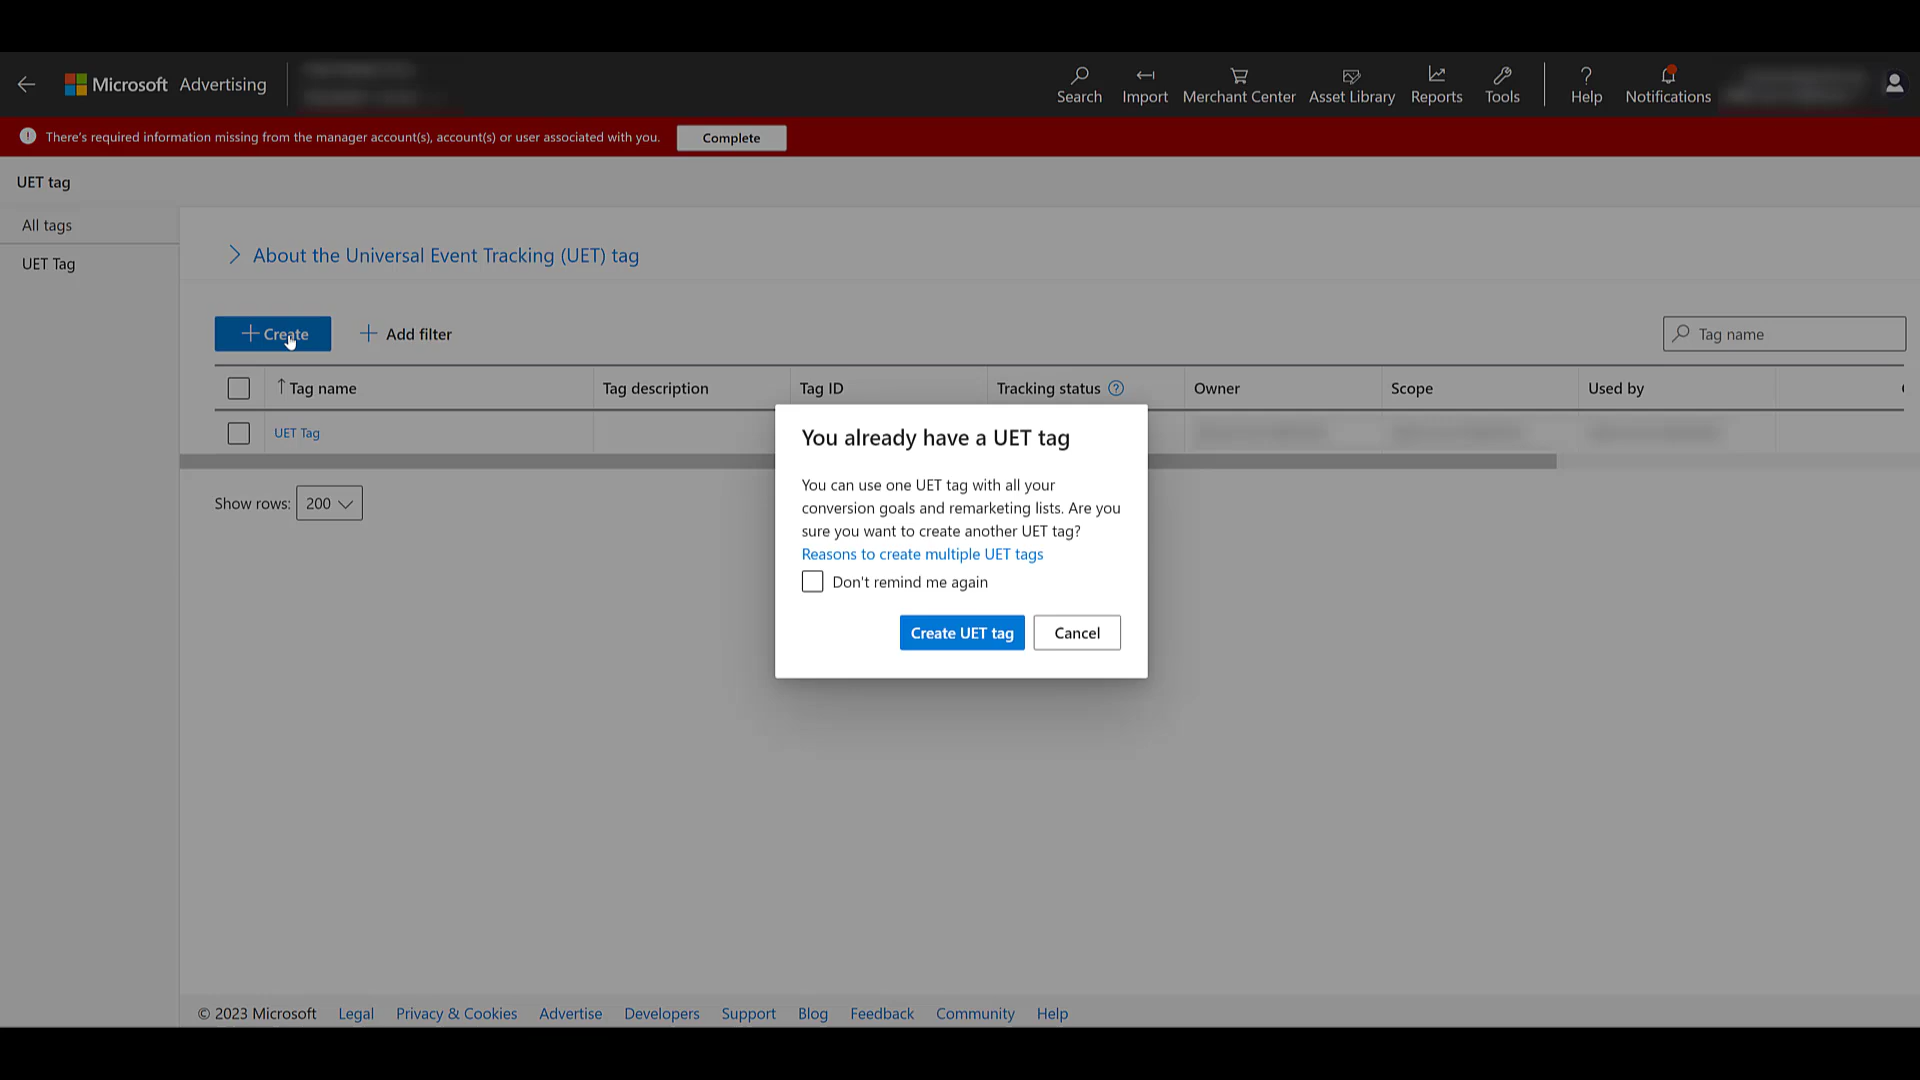 Microsoft Advertising
Search Import Merchant Center Asset Library Reports Tools Help Notifications
There's required information missing from the manager account(s), account(s) or user associated with you. Complete
UET tag
All tags
UET Tag
About the Universal Event Tracking (UET) tag
Create Add filter Tag name
Tag name Tag description Tag ID Tracking status ? Owner Scope Used by
UET Tag
You already have a UET tag
You can use one UET tag with all your
conversion goals and remarketing lists. Are you
sure you want to create another UET tag?
Reasons to create multiple UET tags
Don't remind me again
Create UET tag Cancel
Show rows: 200
© 2023 Microsoft Legal Privacy & Cookies Advertise Developers Support Blog Feedback Community Help